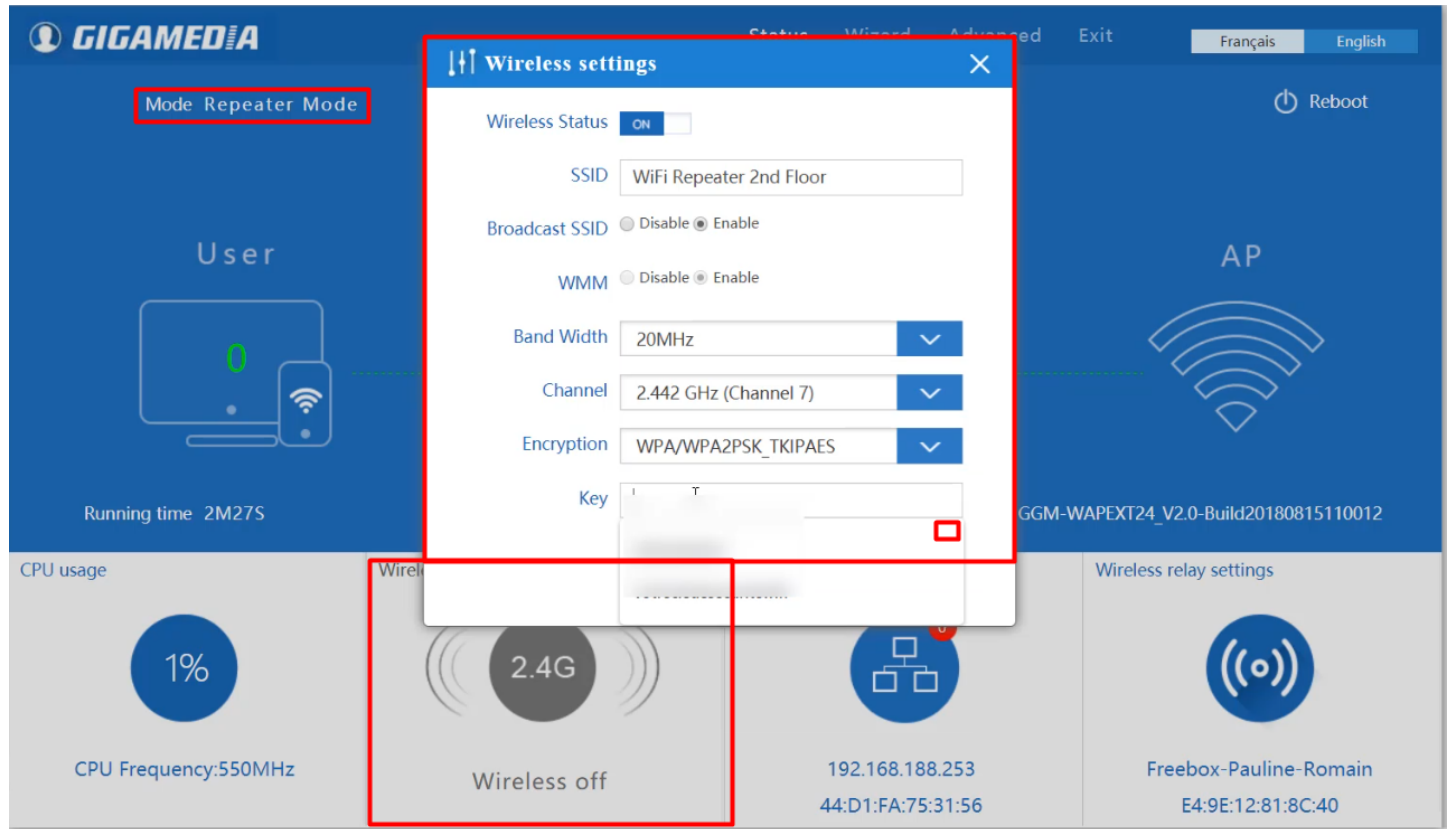 GIGAMEDIA
Status Wizard Advanced Exit
Français English
Mode Repeater Mode
Reboot
Wireless settings
Wireless Status ON
SSID WiFi Repeater 2nd Floor
Broadcast SSID Disable Enable
WMM Disable Enable
Band Width 20MHz
Channel 2.442 GHz (Channel 7)
Encryption WPA/WPA2PSK_TKIPAES
Key
User
0
AP
Running time 2M27S
GGM-WAPEXT24_V2.0-Build20180815110012
CPU usage
1%
CPU Frequency:550MHz
Wirel
2.4G
Wireless off
192.168.188.253
44:D1:FA:75:31:56
Wireless relay settings
Freebox-Pauline-Romain
E4:9E:12:81:8C:40